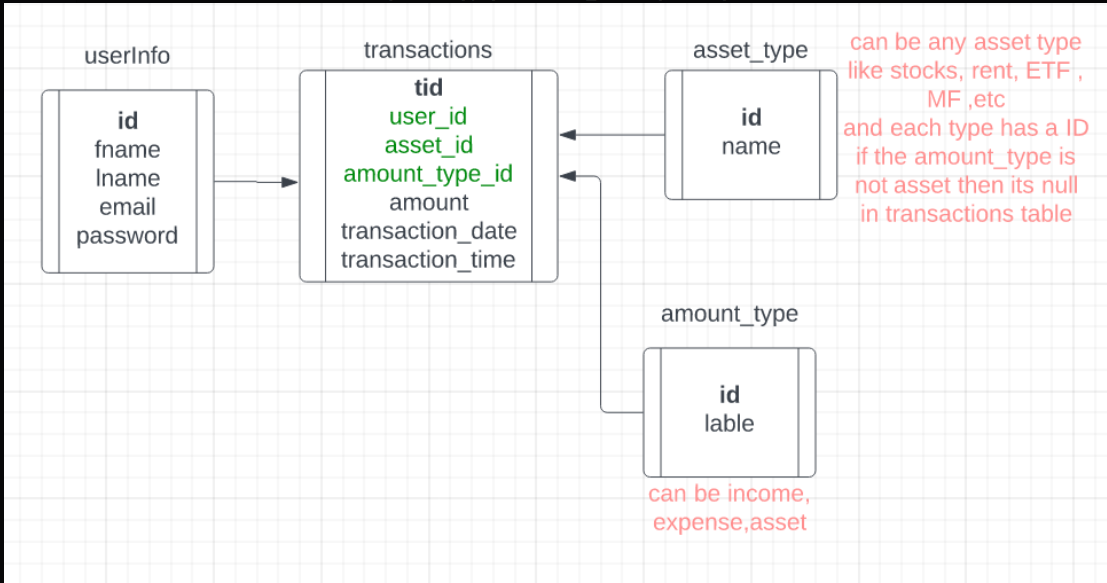 userInfo
id
fname
lname
email
password
transactions
tid
user_id
asset_id
amount_type_id
amount
transaction_date
transaction_time
asset_type
id
name
can be any asset type
like stocks, rent, ETF ,
MF ,etc
and each type has a ID
if the amount_type is
not asset then its null
in transactions table
amount_type
id
lable
can be income,
expense,asset